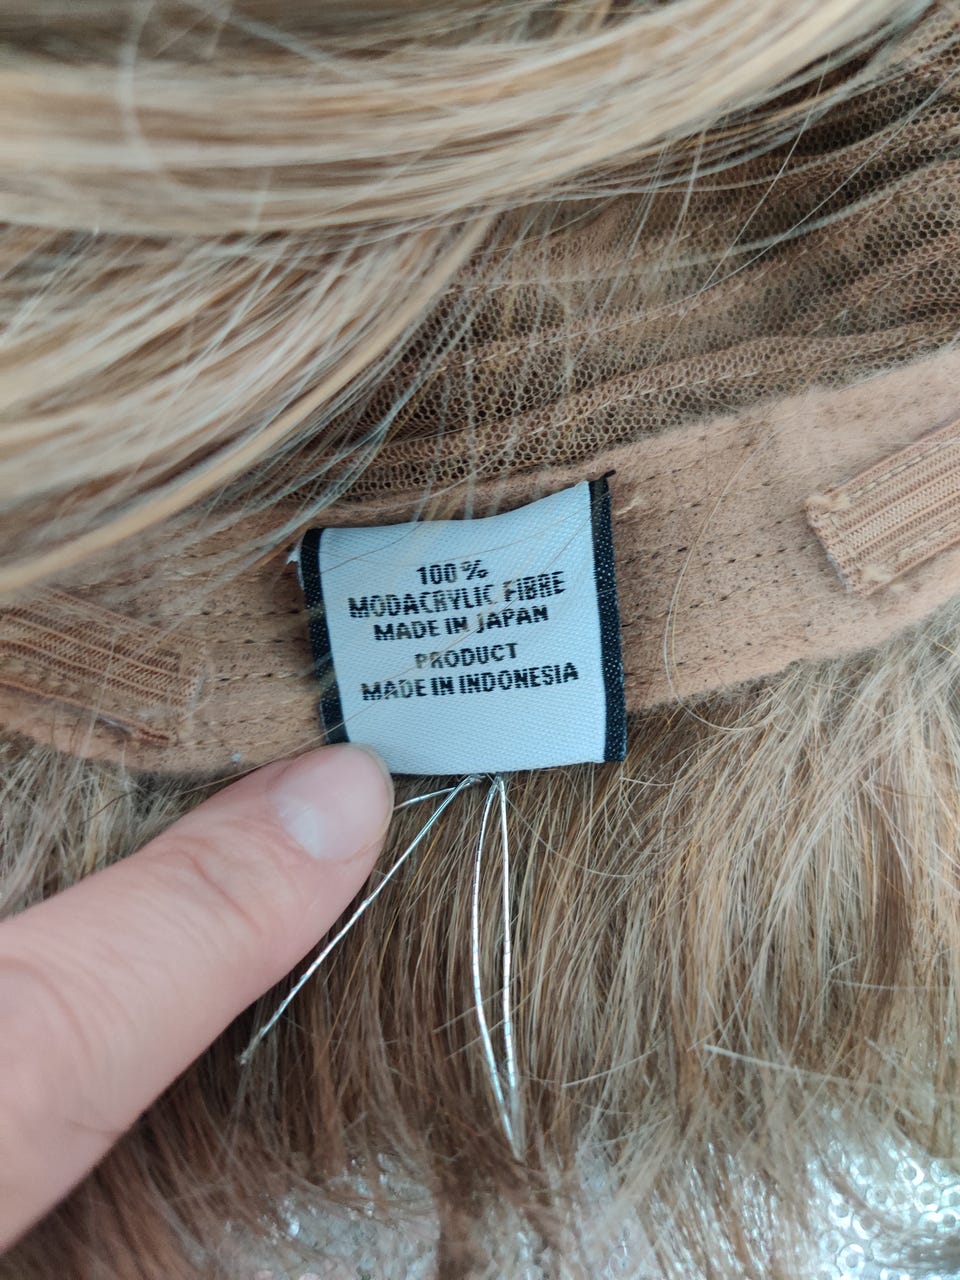 100%
MODACRYLIC FIBRE
MADE IN JAPAN
PRODUCT
MADE IN INDONESIA